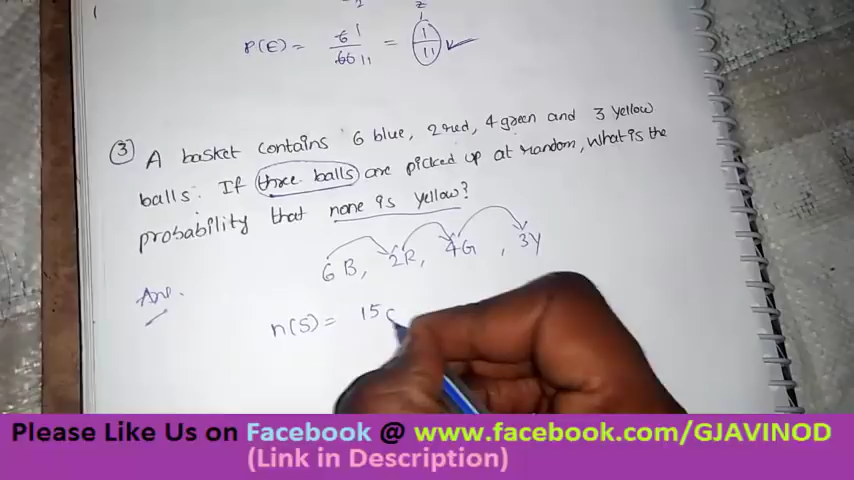 P(E) = 6 1 / 66 11 = 1 / 11
③ A basket contains 6 blue, 2 red, 4 green and 3 yellow
balls. If three balls are picked up at random, what is the
probability that none is yellow?
6B, 2R, 4G, 3Y
Ans.
n(S) = 15C
Please Like Us on Facebook @ www.facebook.com/GJAVINOD
(Link in Description)